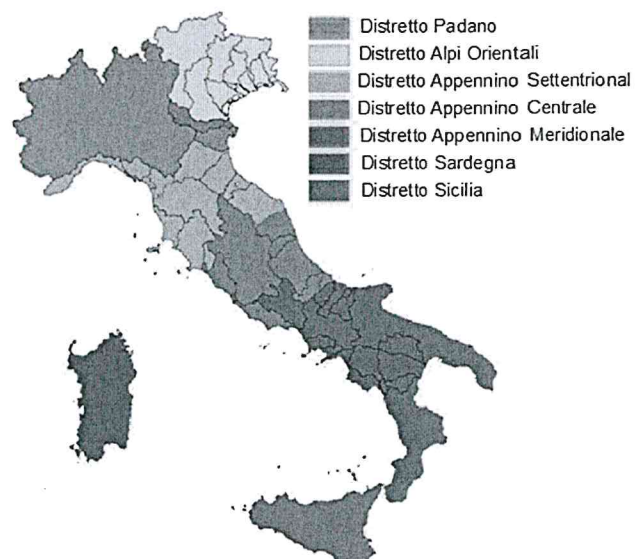 Distretto Padano
Distretto Alpi Orientali
Distretto Appennino Settentrional
Distretto Appennino Centrale
Distretto Appennino Meridionale
Distretto Sardegna
Distretto Sicilia